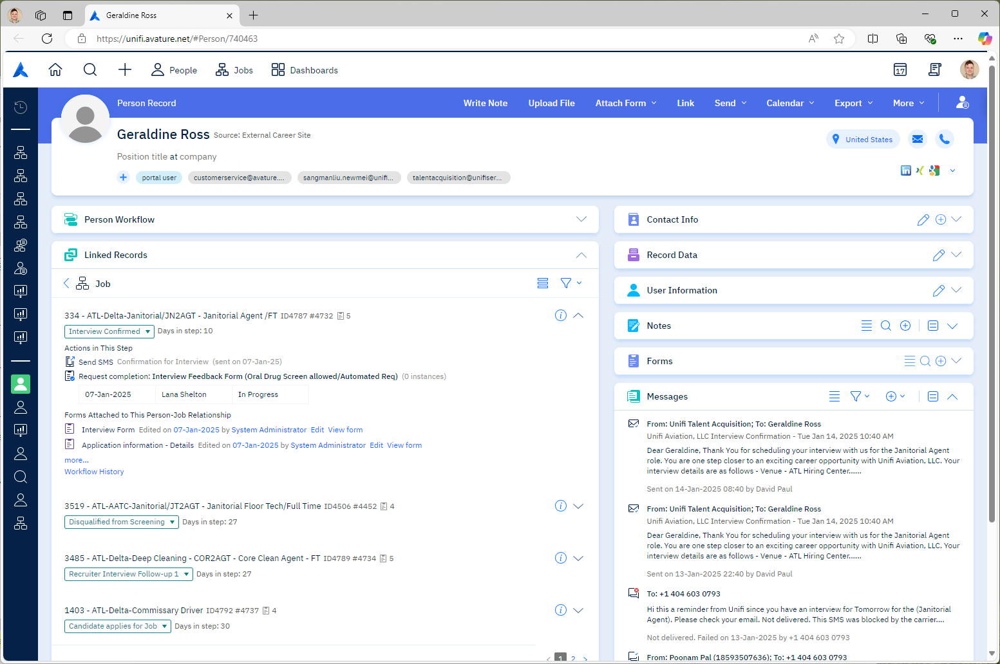 Geraldine Ross
https://unifi.avature.net/#Person/740463
People
Jobs
Dashboards
17
Person Record
Write Note
Upload File
Attach Form
Link
Send
Calendar
Export
More
Geraldine Ross Source: External Career Site
United States
Position title at company
portal user
customerservice@avature....
sangmanliu.newmei@unifi...
talentacquisition@unifiser...
Person Workflow
Linked Records
Job
334 - ATL-Delta-Janitorial/JN2AGT - Janitorial Agent /FT ID4787 #4732 5
Interview Confirmed Days in step: 10
Actions in This Step
Send SMS Confirmation for Interview (sent on 07-Jan-25)
Request completion: Interview Feedback Form (Oral Drug Screen allowed/Automated Req) (0 instances)
07-Jan-2025 Lana Shelton In Progress
Forms Attached to This Person-Job Relationship
Interview Form Edited on 07-Jan-2025 by System Administrator Edit View form
Application information - Details Edited on 07-Jan-2025 by System Administrator Edit View form
more...
Workflow History
3519 - ATL-AATC-Janitorial/JT2AGT - Janitorial Floor Tech/Full Time ID4506 #4452 4
Disqualified from Screening Days in step: 27
3485 - ATL-Delta-Deep Cleaning - COR2AGT - Core Clean Agent - FT ID4789 #4734 5
Recruiter Interview Follow-up 1 Days in step: 27
1403 - ATL-Delta-Commissary Driver ID4792 #4737 4
Candidate applies for Job Days in step: 30
1 2
Contact Info
Record Data
User Information
Notes
Forms
Messages
From: Unifi Talent Acquisition; To: Geraldine Ross
Unifi Aviation, LLC Interview Confirmation - Tue Jan 14, 2025 10:40 AM
Dear Geraldine, Thank You for scheduling your interview with us for the Janitorial Agent
role. You are one step closer to an exciting career opportunity with Unifi Aviation, LLC. Your
interview details are as follows - Venue - ATL Hiring Center......
Sent on 14-Jan-2025 08:40 by David Paul
From: Unifi Talent Acquisition; To: Geraldine Ross
Unifi Aviation, LLC Interview Confirmation - Tue Jan 14, 2025 10:40 AM
Dear Geraldine, Thank You for scheduling your interview with us for the Janitorial Agent
role. You are one step closer to an exciting career opportunity with Unifi Aviation, LLC. Your
interview details are as follows - Venue - ATL Hiring Center......
Sent on 13-Jan-2025 22:40 by David Paul
To: +1 404 603 0793
Hi this a reminder from Unifi since you have an interview for Tomorrow for the (Janitorial
Agent). Please check your email. Not delivered. This SMS was blocked by the carrier....
Not delivered. Failed on 13-Jan-2025 by +1 404 603 0793
From: Poonam Pal (18593507636); To: +1 404 603 0793